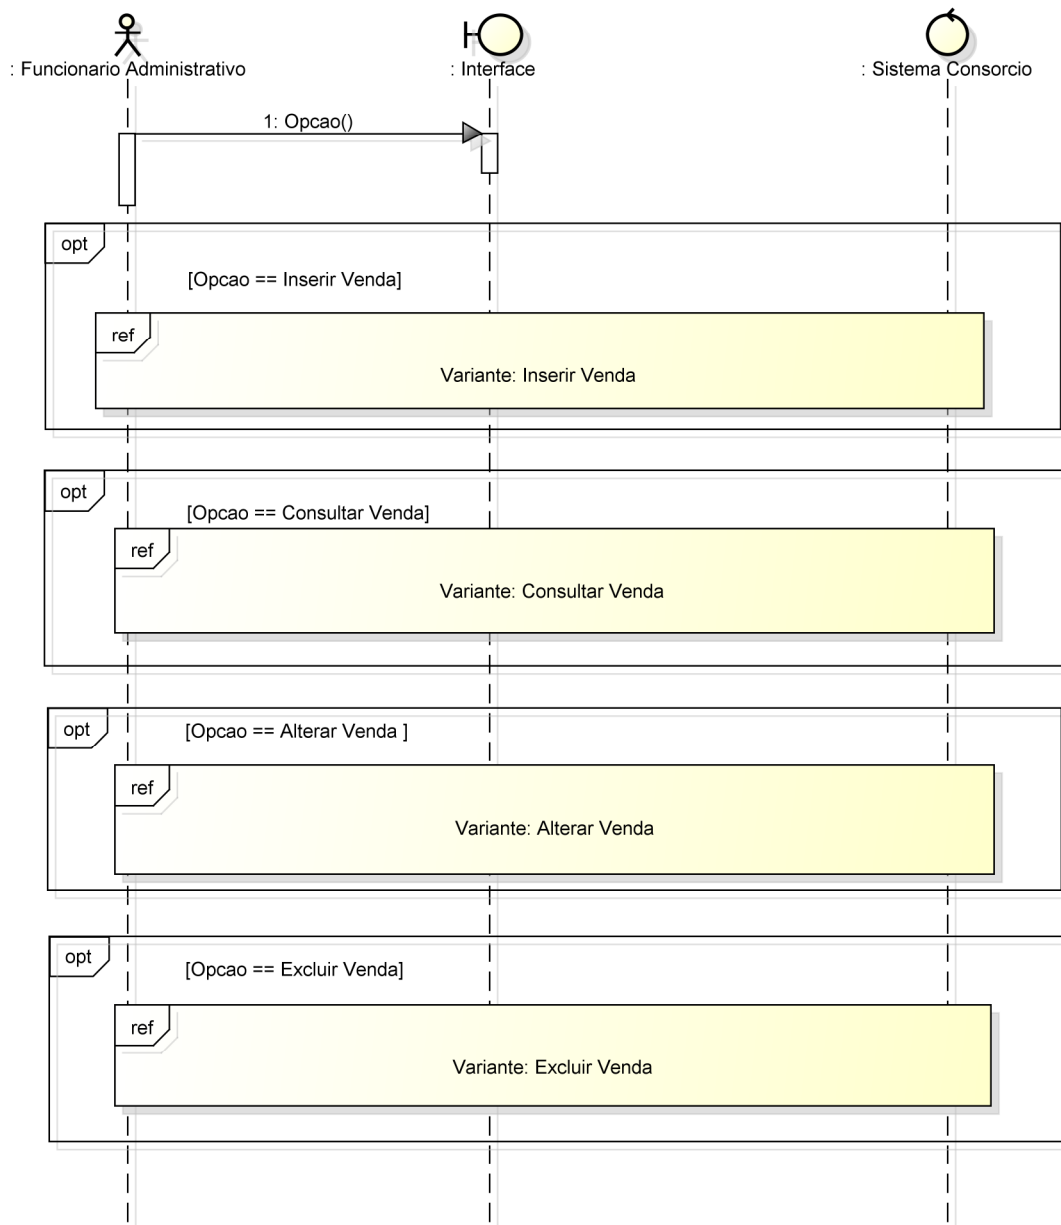 : Funcionario Administrativo
: Interface
: Sistema Consorcio
1: Opcao()
opt
[Opcao == Inserir Venda]
ref
Variante: Inserir Venda
opt
[Opcao == Consultar Venda]
ref
Variante: Consultar Venda
opt
[Opcao == Alterar Venda ]
ref
Variante: Alterar Venda
opt
[Opcao == Excluir Venda]
ref
Variante: Excluir Venda